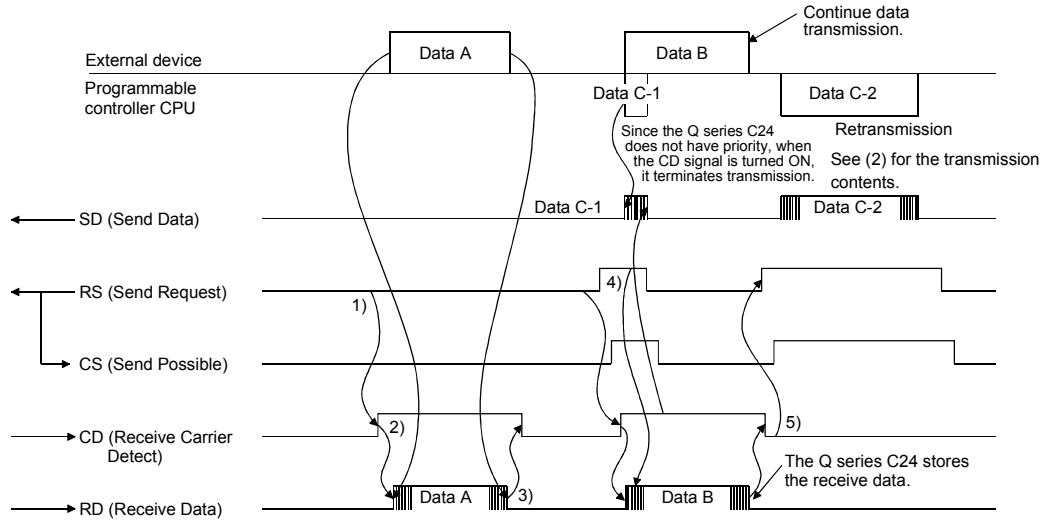 Continue data
transmission.
External device
Data A
Data B
Programmable
controller CPU
Data C-1
Data C-2
Since the Q series C24
does not have priority, when
the CD signal is turned ON,
it terminates transmission.
Retransmission
See (2) for the transmission
contents.
SD (Send Data)
Data C-1
Data C-2
RS (Send Request)
1)
4)
CS (Send Possible)
CD (Receive Carrier
Detect)
2)
5)
The Q series C24 stores
the receive data.
RD (Receive Data)
Data A
3)
Data B